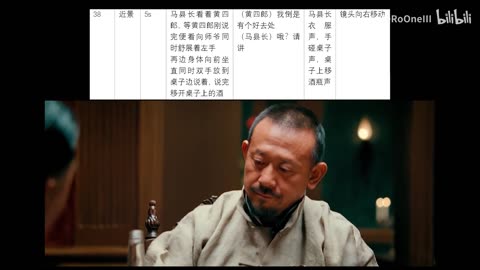 38
近景
5s
马县长看着黄四
郎,等黄四郎刚说
完便看向师爷同
时舒展着左手
再边身体向前坐
直同时双手放到
桌子边说着,说完
移开桌子上的酒
(黄四郎)我倒是
有个好去处
(马县长)哦?请
讲
马县长
衣服
声,手
碰桌子
声、桌
子上移
酒瓶声
镜头向右移动
RoOneIII
bilibili